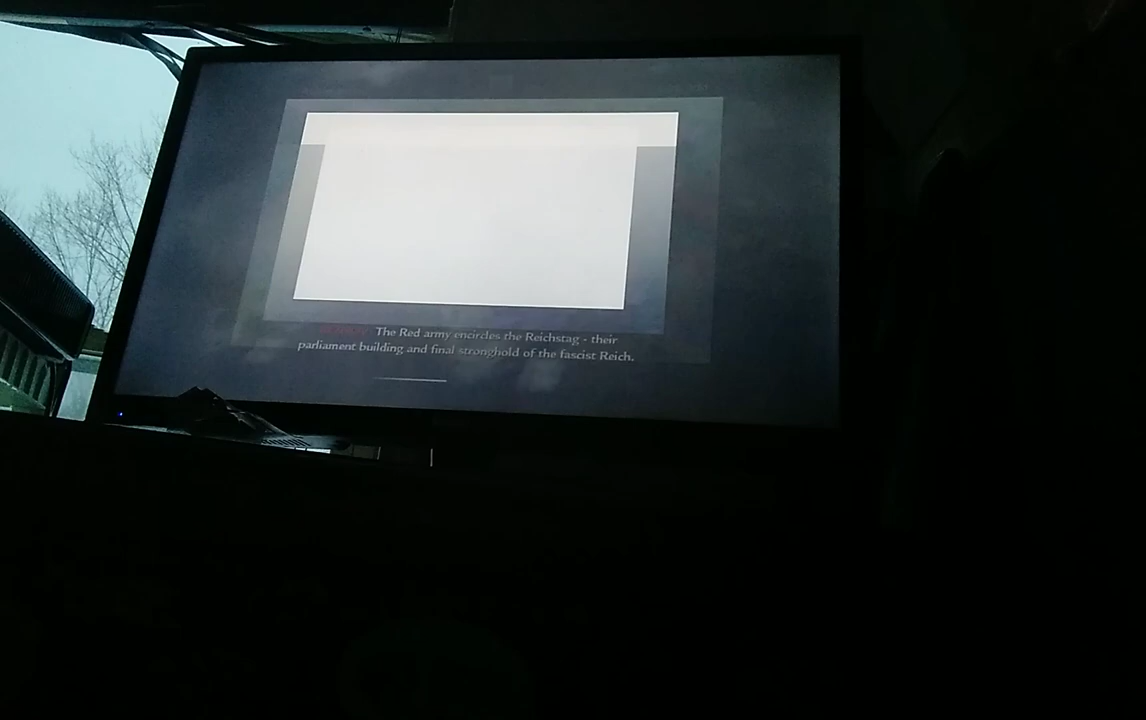 The Red army encircles the Reichstag - their
parliament building and final stronghold of the fascist Reich.